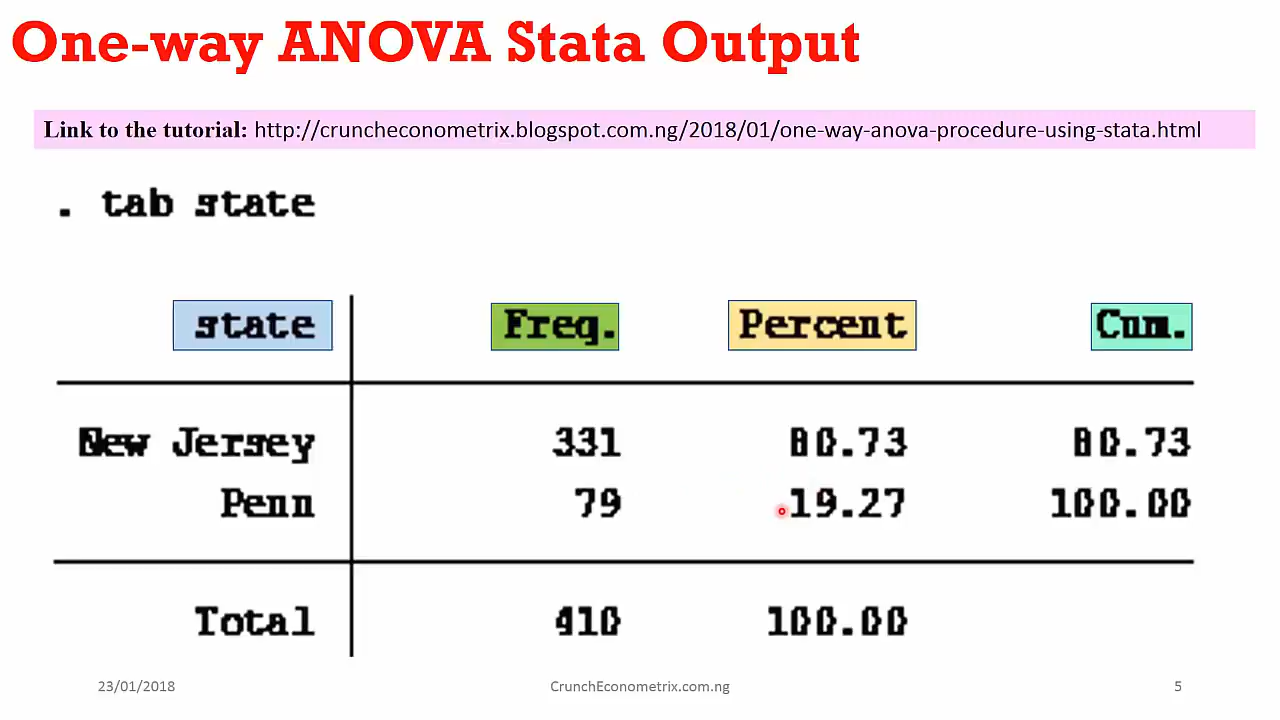 One-way ANOVA Stata Output
Link to the tutorial: http://cruncheconometrix.blogspot.com.ng/2018/01/one-way-anova-procedure-using-stata.html
. tab state
state Freq. Percent Cum.
New Jersey 331 80.73 80.73
Penn 79 19.27 100.00
Total 410 100.00
23/01/2018 CrunchEconometrix.com.ng 5